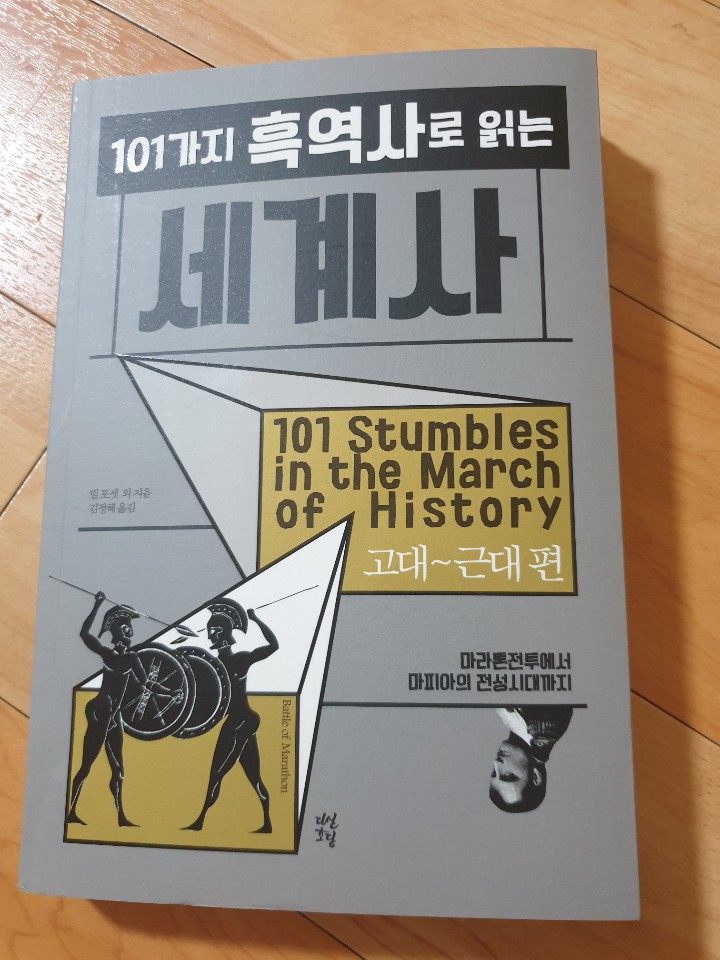 101가지 흑역사로 읽는
세계사
101 Stumbles
in the March
of History
고대~근대 편
빌 포셋 외 지음
김정혜 옮김
마라톤전투에서
마피아의 전성시대까지
Battle of Marathon
다산
초당